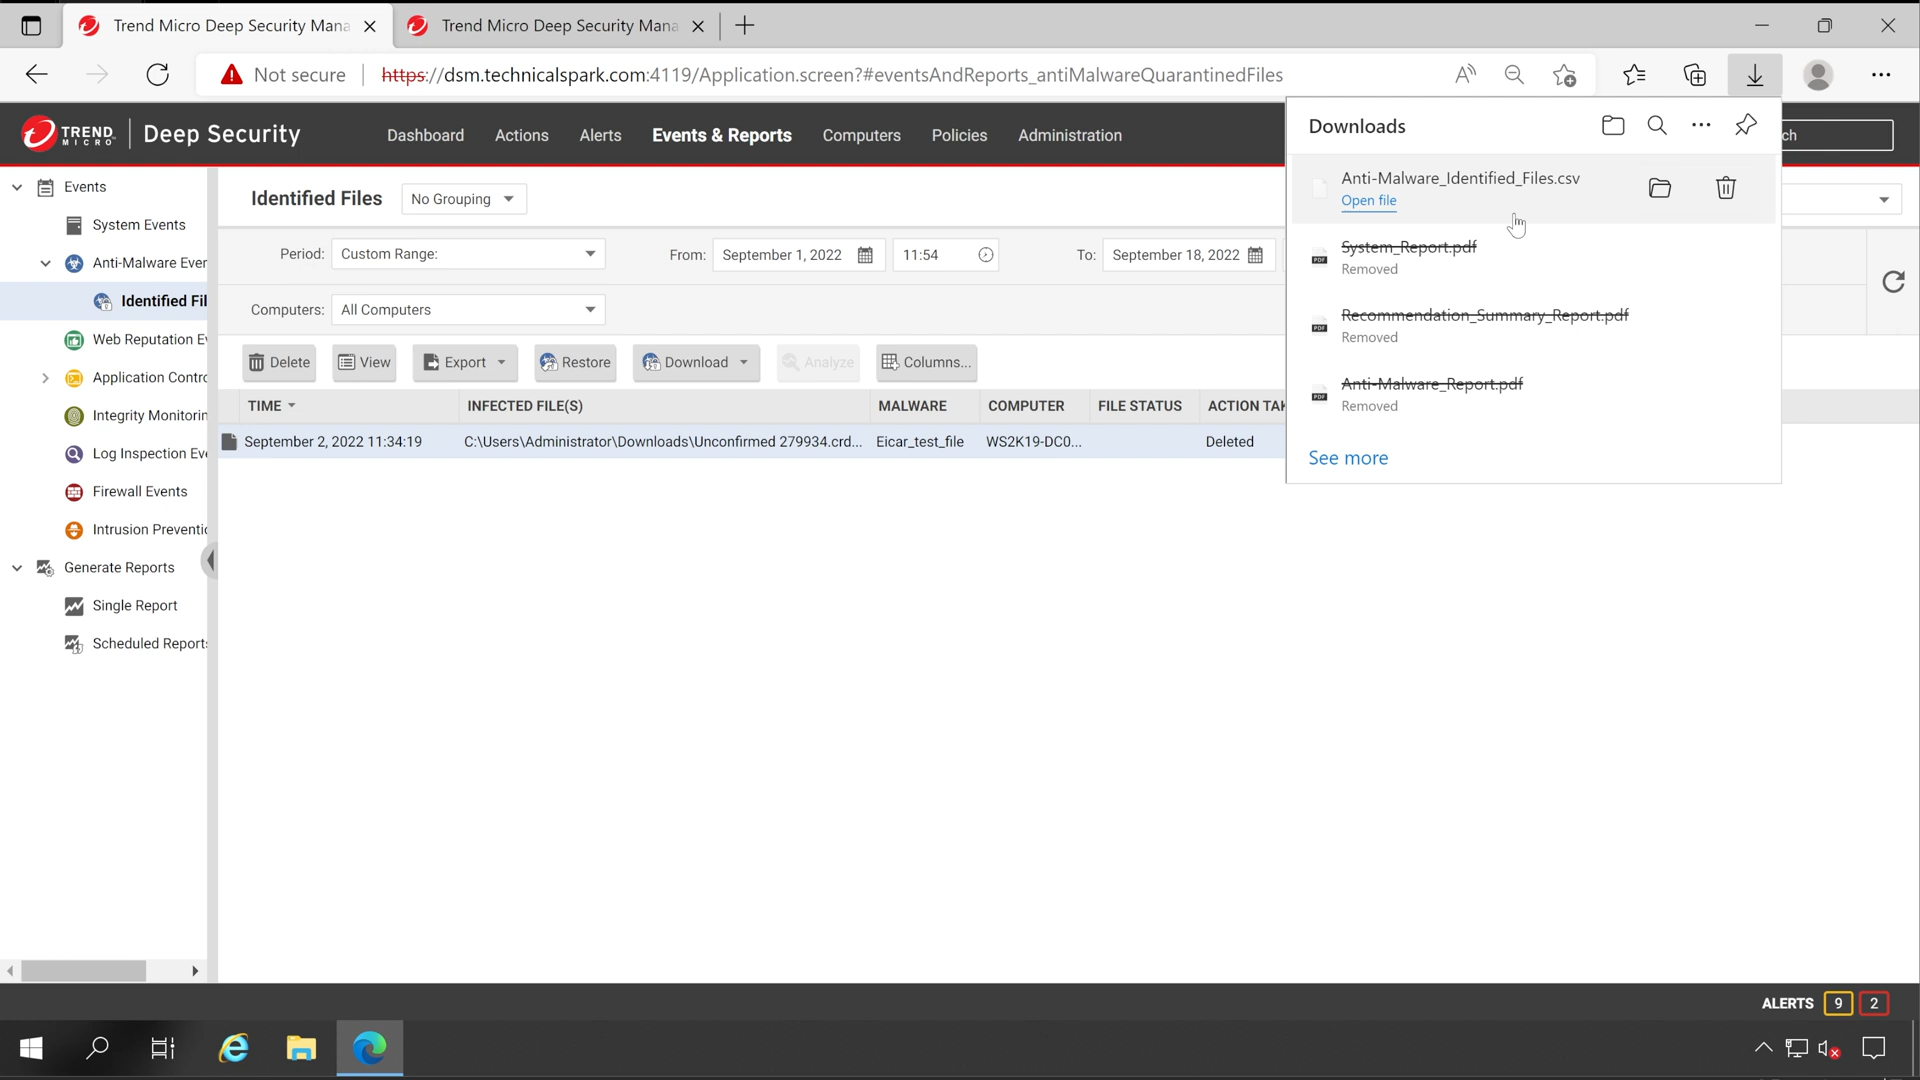 Trend Micro Deep Security Mana
Trend Micro Deep Security Mana
Not secure
https://dsm.technicalspark.com:4119/Application.screen?#eventsAndReports_antiMalwareQuarantinedFiles
TREND MICRO
Deep Security
Dashboard
Actions
Alerts
Events & Reports
Computers
Policies
Administration
ch
Downloads
Anti-Malware_Identified_Files.csv
Open file
System_Report.pdf
Removed
Recommendation_Summary_Report.pdf
Removed
Anti-Malware_Report.pdf
Removed
See more
Events
System Events
Anti-Malware Ever
Identified Fil
Web Reputation Ev
Application Contro
Integrity Monitorin
Log Inspection Eve
Firewall Events
Intrusion Preventio
Generate Reports
Single Report
Scheduled Reports
Identified Files
No Grouping
Period: Custom Range:
From: September 1, 2022 11:54
To: September 18, 2022
Computers: All Computers
Delete View Export Restore Download Analyze Columns...
TIME INFECTED FILE(S) MALWARE COMPUTER FILE STATUS ACTION TAK
September 2, 2022 11:34:19 C:\Users\Administrator\Downloads\Unconfirmed 279934.crd... Eicar_test_file WS2K19-DC0... Deleted
ALERTS 9 2